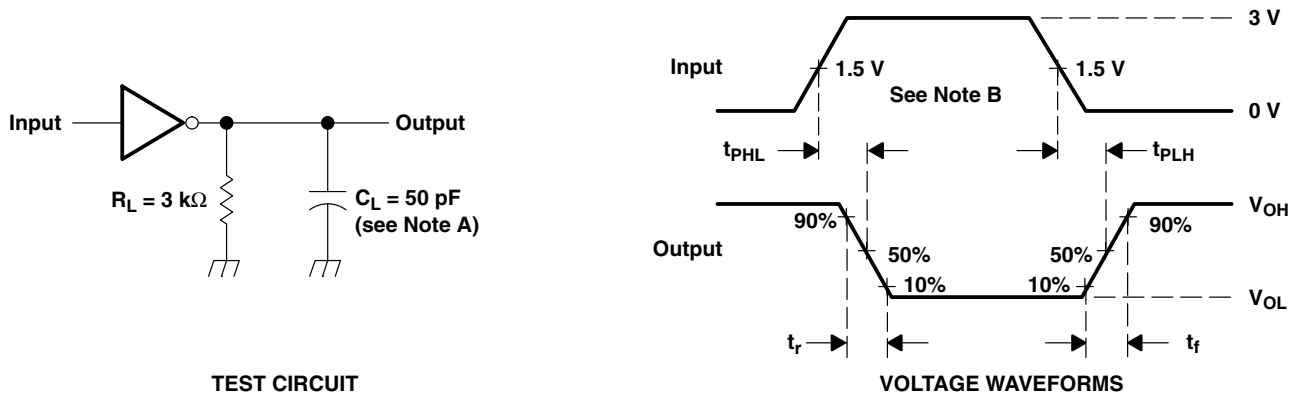 Input
Output
R_L = 3 kΩ
C_L = 50 pF
(see Note A)
TEST CIRCUIT
3 V
Input
1.5 V
1.5 V
See Note B
0 V
t_PHL
t_PLH
V_OH
90%
90%
Output
50%
50%
10%
10%
V_OL
t_r
t_f
VOLTAGE WAVEFORMS